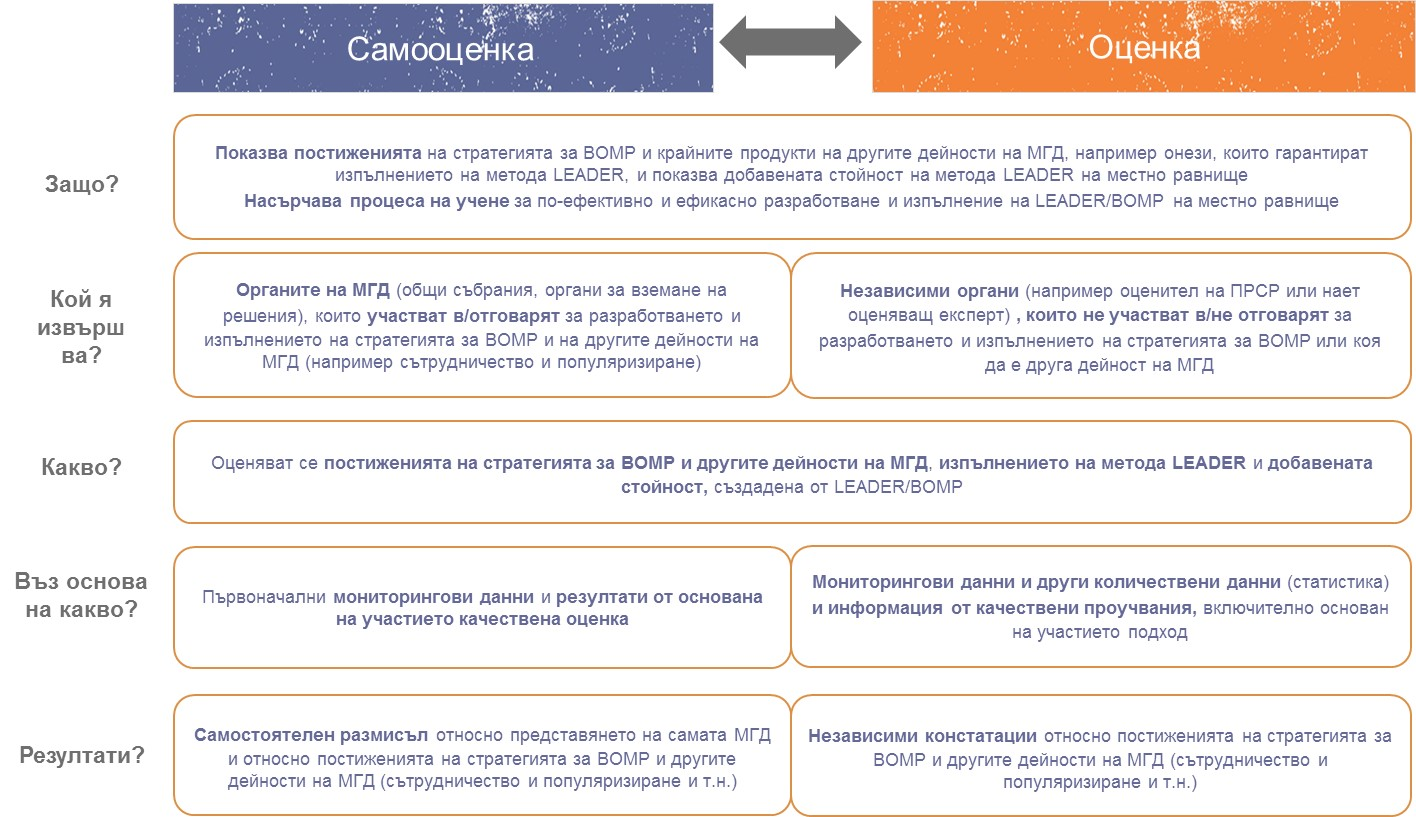 Самооценка
Оценка
Защо?
Показва постиженията на стратегията за ВОМР и крайните продукти на другите дейности на МГД, например онези, които гарантират
изпълнението на метода LEADER, и показва добавената стойност на метода LEADER на местно равнище
Насърчава процеса на учене за по-ефективно и ефикасно разработване и изпълнение на LEADER/ВОМР на местно равнище
Кой я
извърш
ва?
Органите на МГД (общи събрания, органи за вземане на
решения), които участват в/отговарят за разработването и
изпълнението на стратегията за ВОМР и на другите дейности на
МГД (например сътрудничество и популяризиране)
Независими органи (например оценител на ПРСР или нает
оценяващ експерт) , които не участват в/не отговарят за
разработването и изпълнението на стратегията за ВОМР или коя
да е друга дейност на МГД
Какво?
Оценяват се постиженията на стратегията за ВОМР и другите дейности на МГД, изпълнението на метода LEADER и добавената
стойност, създадена от LEADER/ВОМР
Въз основа
на какво?
Първоначални мониторингови данни и резултати от основана
на участието качествена оценка
Мониторингови данни и други количествени данни (статистика)
и информация от качествени проучвания, включително основан
на участието подход
Резултати?
Самостоятелен размисъл относно представянето на самата МГД
и относно постиженията на стратегията за ВОМР и другите
дейности на МГД (сътрудничество и популяризиране и т.н.)
Независими констатации относно постиженията на стратегията за
ВОМР и другите дейности на МГД (сътрудничество и
популяризиране и т.н.)